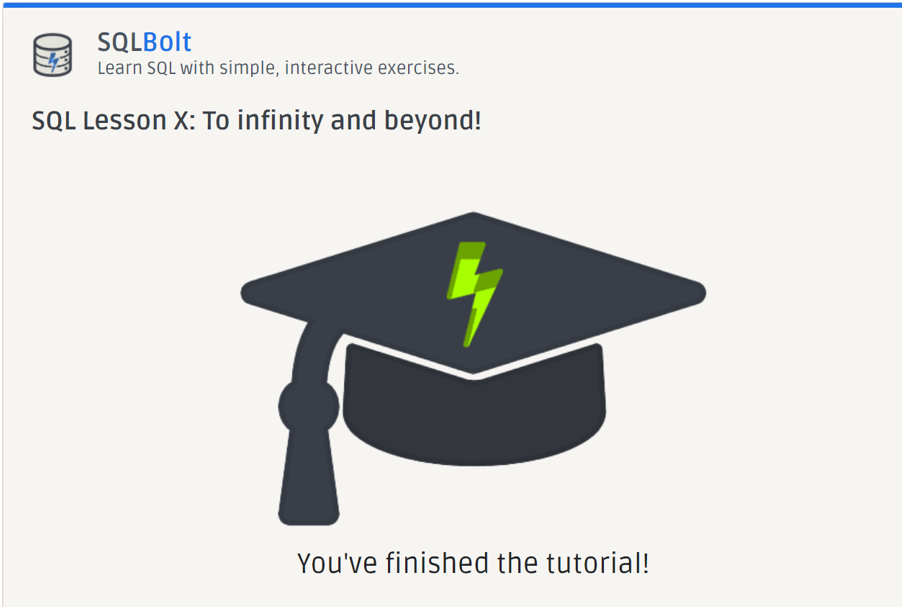 SQLBolt
Learn SQL with simple, interactive exercises.
SQL Lesson X: To infinity and beyond!
You've finished the tutorial!